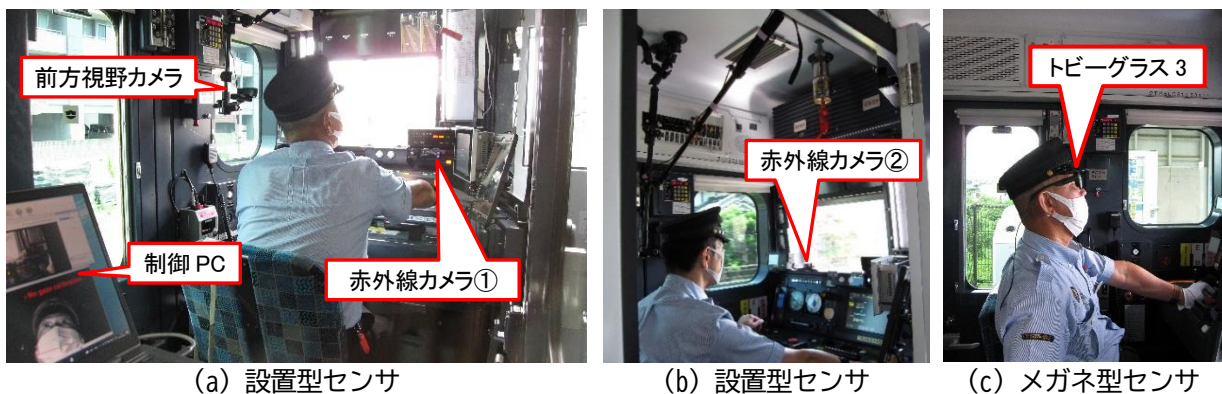 前方視野カメラ
制御 PC
赤外線カメラ①
赤外線カメラ②
トビーグラス 3
(a) 設置型センサ
(b) 設置型センサ
(c) メガネ型センサ